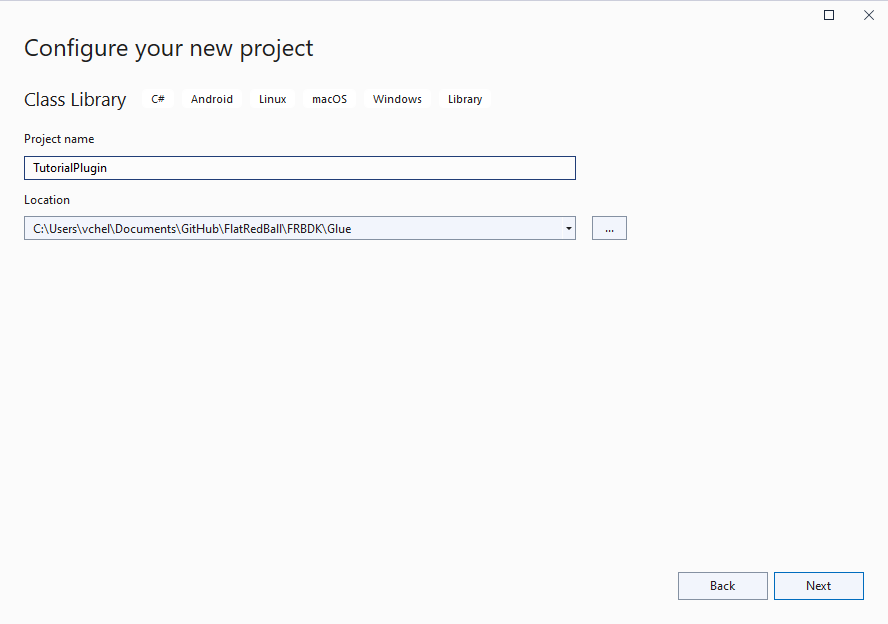 Configure your new project
Class Library C# Android Linux macOS Windows Library
Project name
TutorialPlugin
Location
C:\Users\vchel\Documents\GitHub\FlatRedBall\FRBDK\Glue ...
Back Next